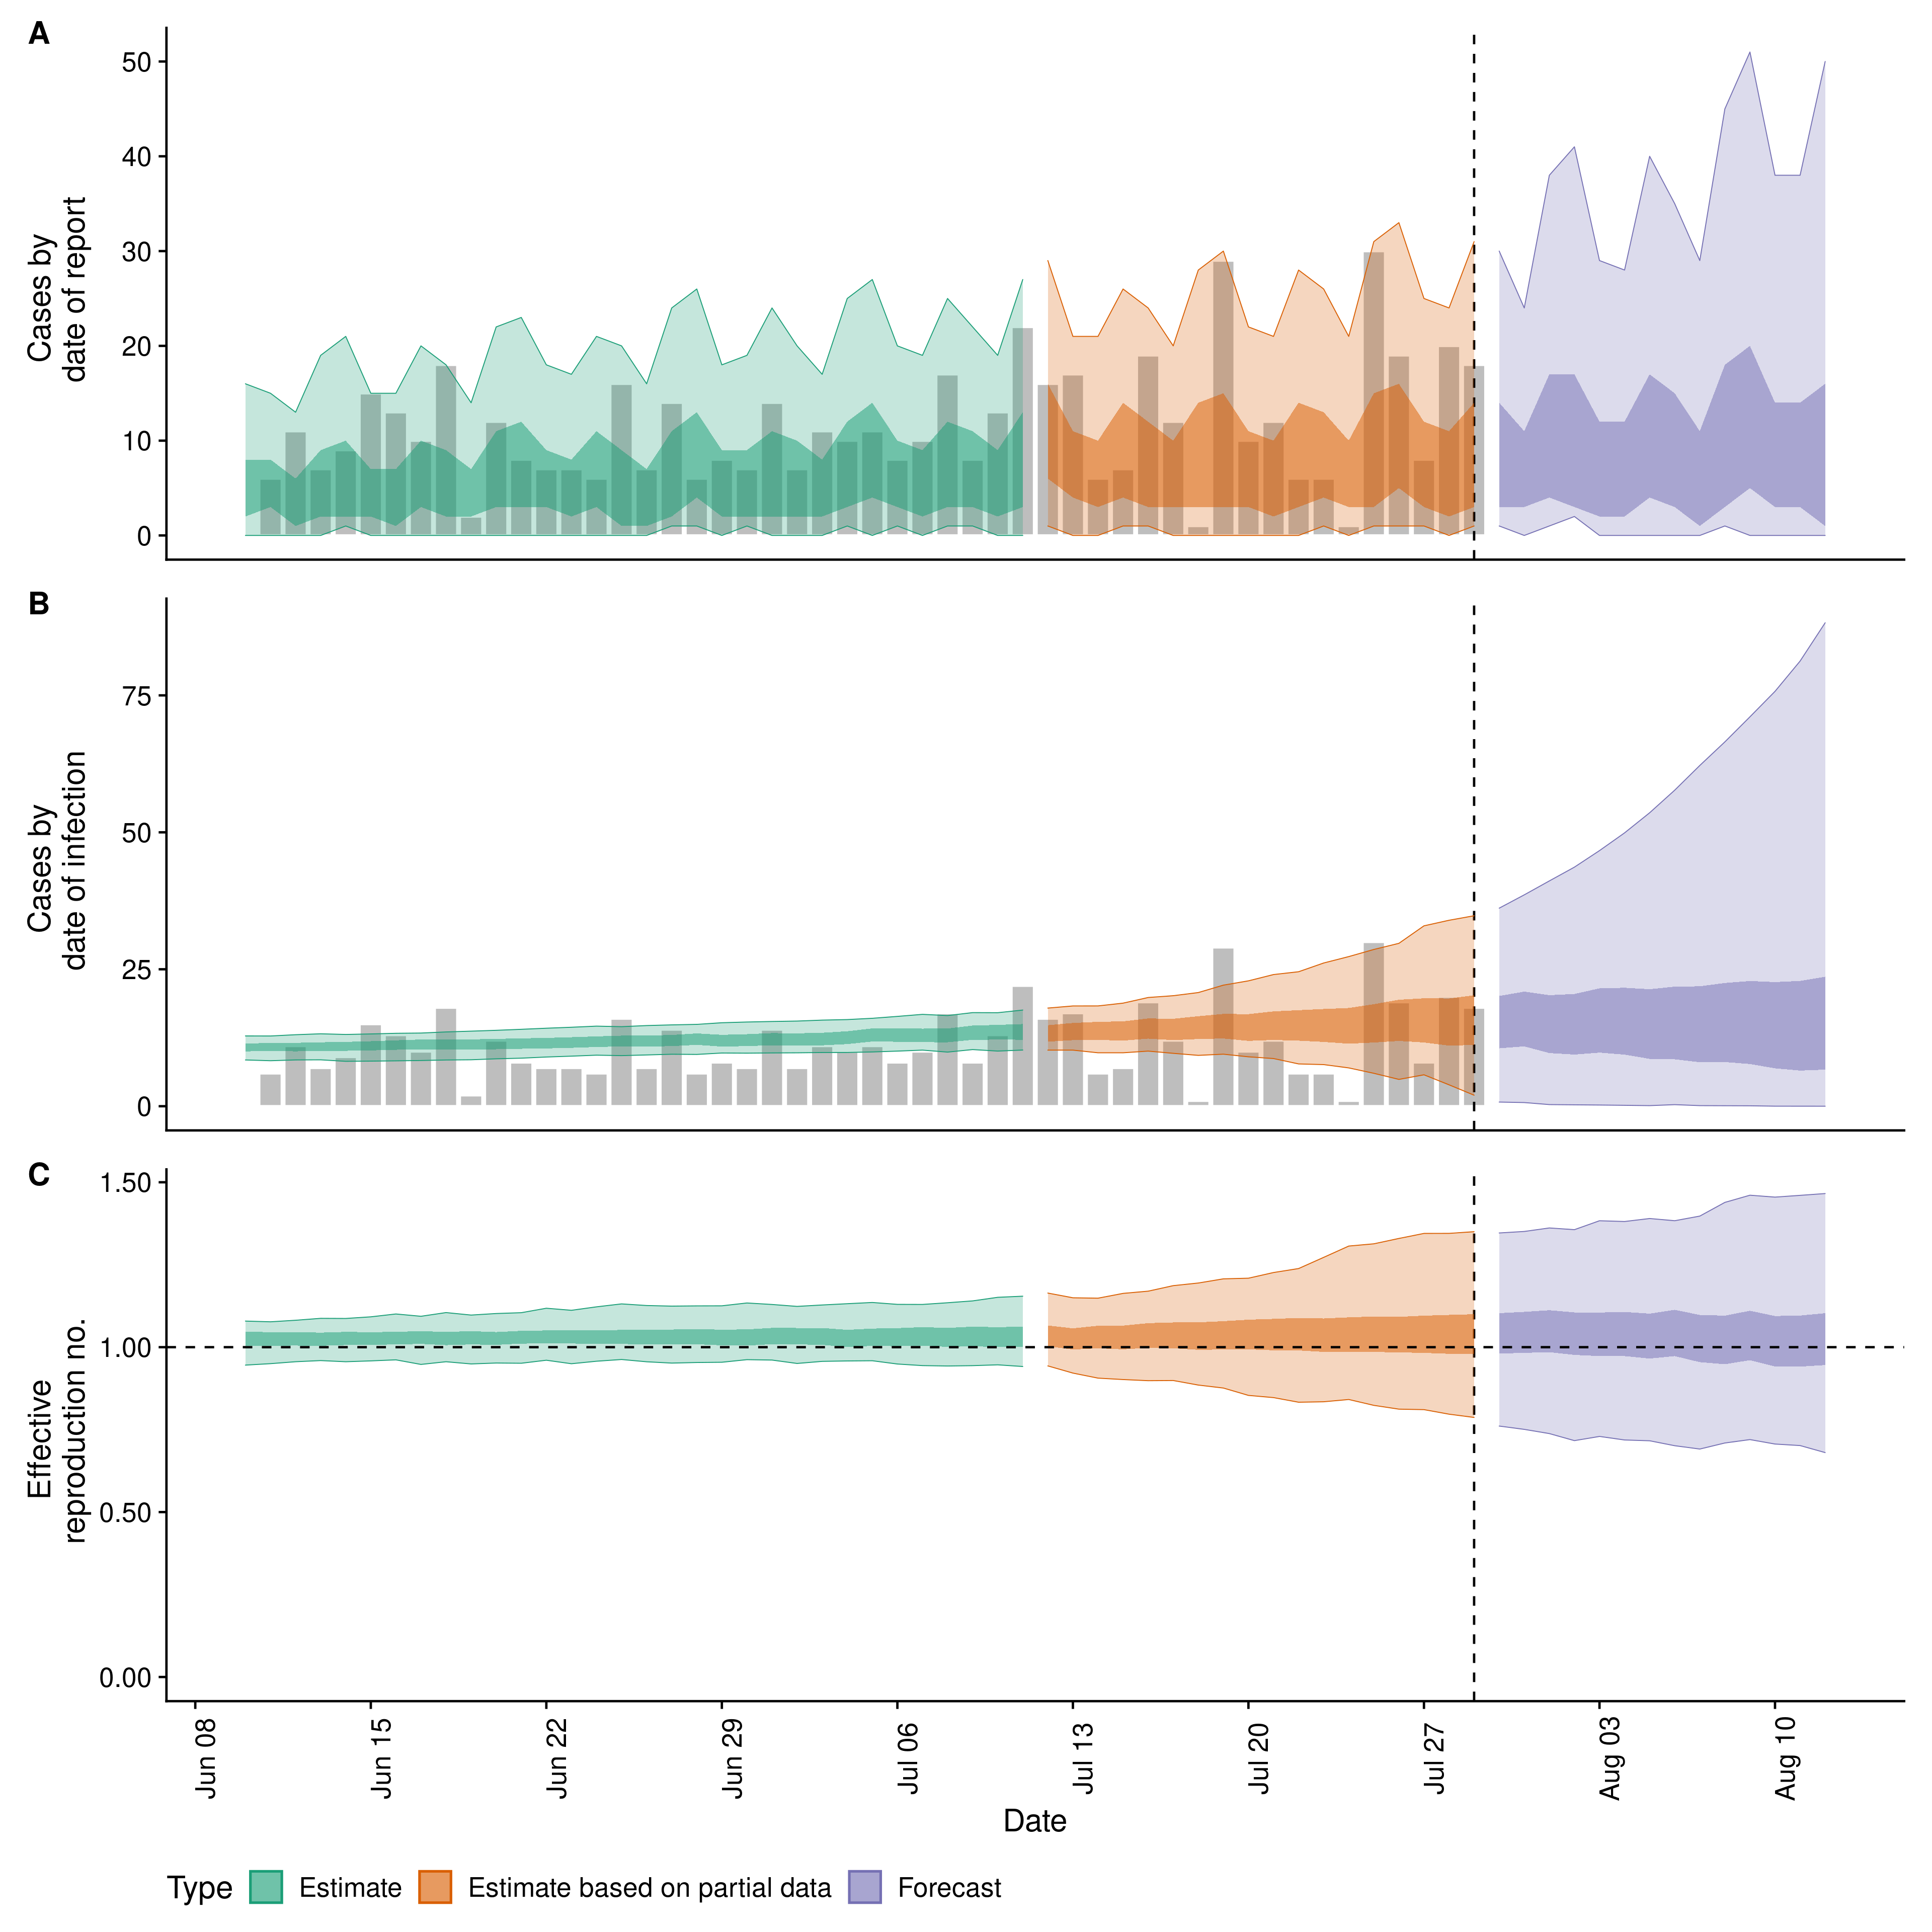 A
50
40
30
20
10
0
Cases by
date of report
B
75
50
25
0
Cases by
date of infection
C
1.50
1.00
0.50
0.00
Effective
reproduction no.
Jun 08
Jun 15
Jun 22
Jun 29
Jul 06
Jul 13
Jul 20
Jul 27
Aug 03
Aug 10
Date
Type Estimate Estimate based on partial data Forecast